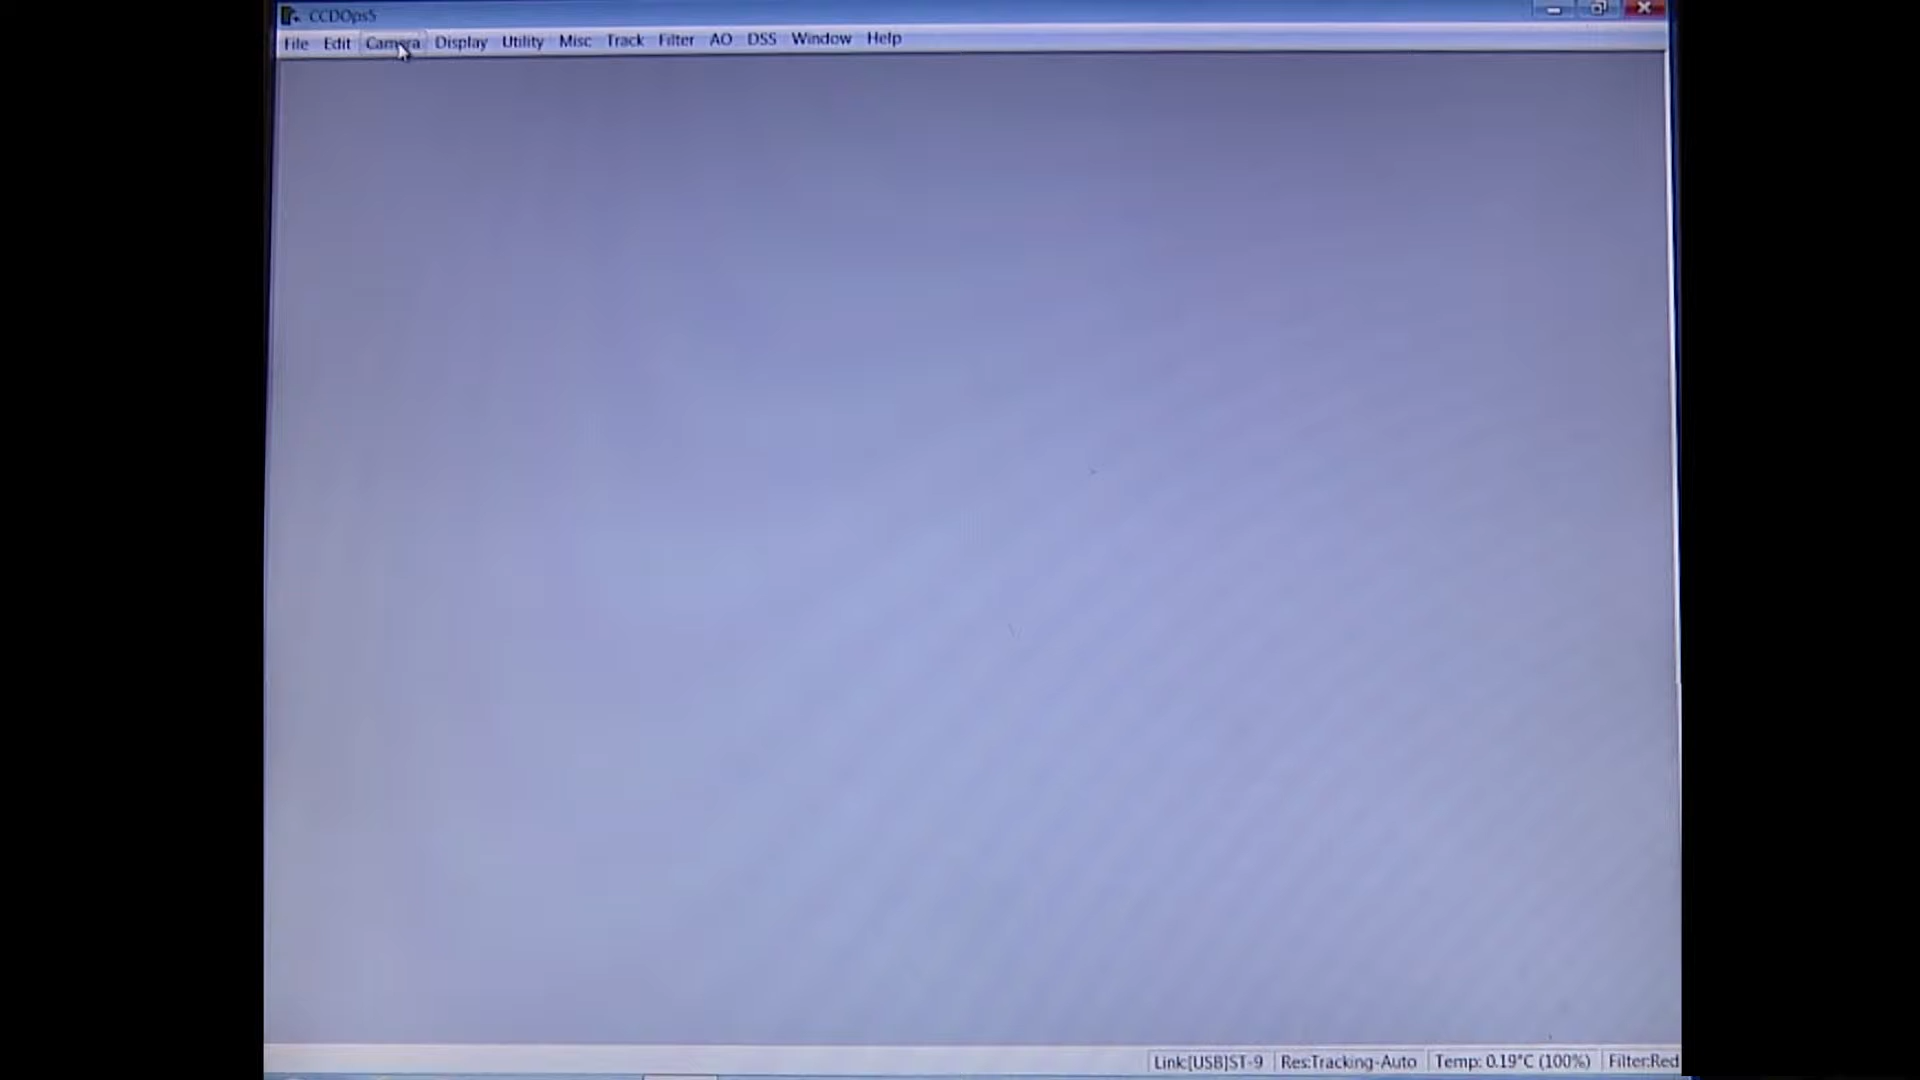 CCDOps5
File Edit Camera Display Utility Misc Track Filter AO DSS Window Help
Link:[USB]ST-9 Res:Tracking-Auto Temp: 0.19°C (100%) Filter:Red